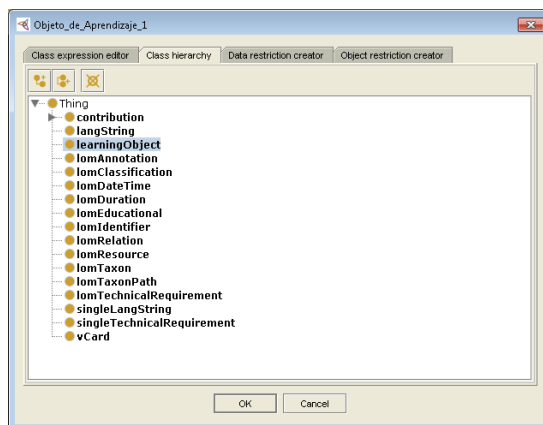 Objeto_de_Aprendizaje_1
Class expression editor Class hierarchy Data restriction creator Object restriction creator
Thing
contribution
langString
learningObject
lomAnnotation
lomClassification
lomDateTime
lomDuration
lomEducational
lomIdentifier
lomRelation
lomResource
lomTaxon
lomTaxonPath
lomTechnicalRequirement
singleLangString
singleTechnicalRequirement
vCard
OK Cancel